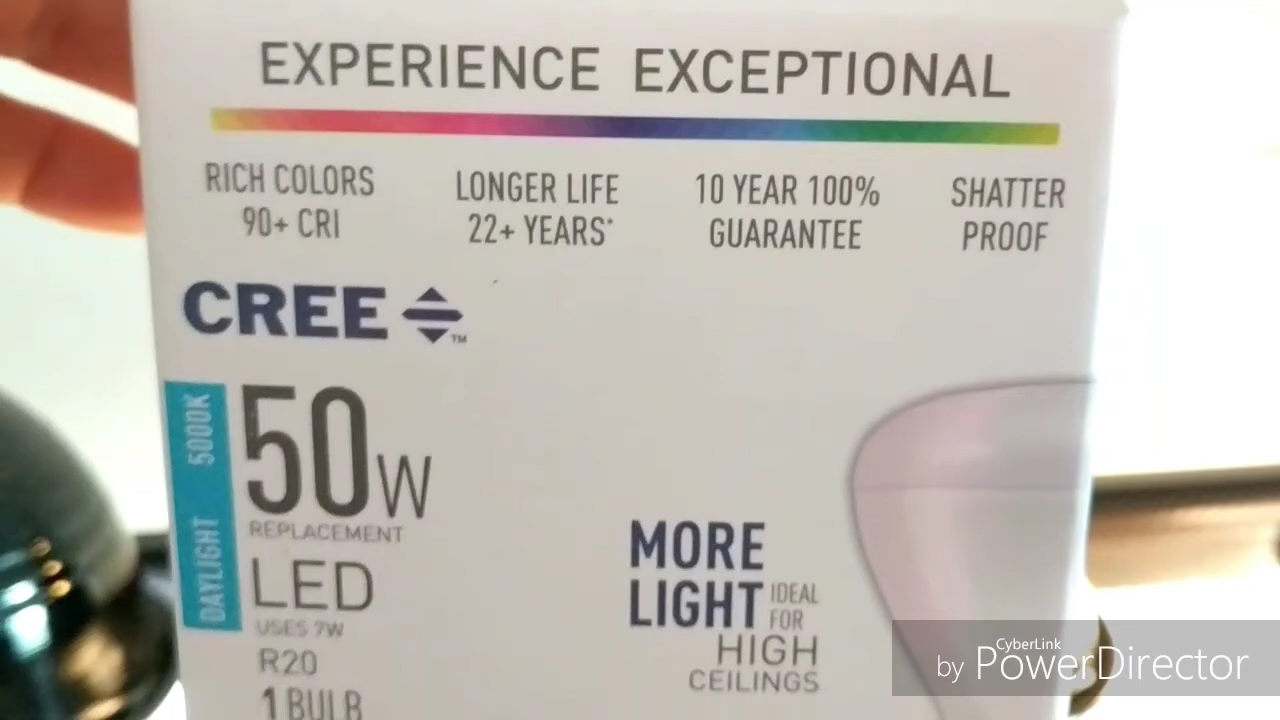 EXPERIENCE EXCEPTIONAL
RICH COLORS
90+ CRI
LONGER LIFE
22+ YEARS*
10 YEAR 100%
GUARANTEE
SHATTER
PROOF
CREE
TM
DAYLIGHT 5000K
50W
REPLACEMENT
LED
USES 7W
R20
1 BULB
MORE
LIGHT
IDEAL
FOR
HIGH
CEILINGS
by CyberLink PowerDirector